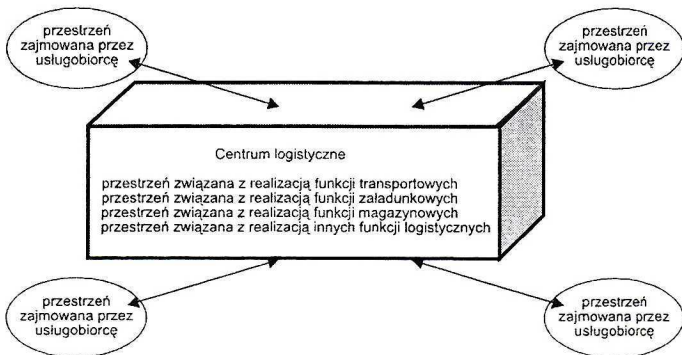 przestrzeń
zajmowana przez
usługobiorcę
przestrzeń
zajmowana przez
usługobiorcę
Centrum logistyczne
przestrzeń związana z realizacją funkcji transportowych
przestrzeń związana z realizacją funkcji załadunkowych
przestrzeń związana z realizacją funkcji magazynowych
przestrzeń związana z realizacją innych funkcji logistycznych
przestrzeń
zajmowana przez
usługobiorcę
przestrzeń
zajmowana przez
usługobiorcę